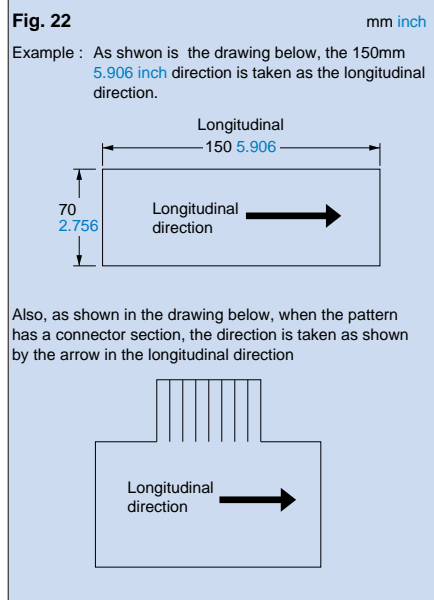 Fig. 22 mm inch
Example : As shwon is the drawing below, the 150mm
5.906 inch direction is taken as the longitudinal
direction.
Longitudinal
150 5.906
70
2.756
Longitudinal
direction
Also, as shown in the drawing below, when the pattern
has a connector section, the direction is taken as shown
by the arrow in the longitudinal direction
Longitudinal
direction